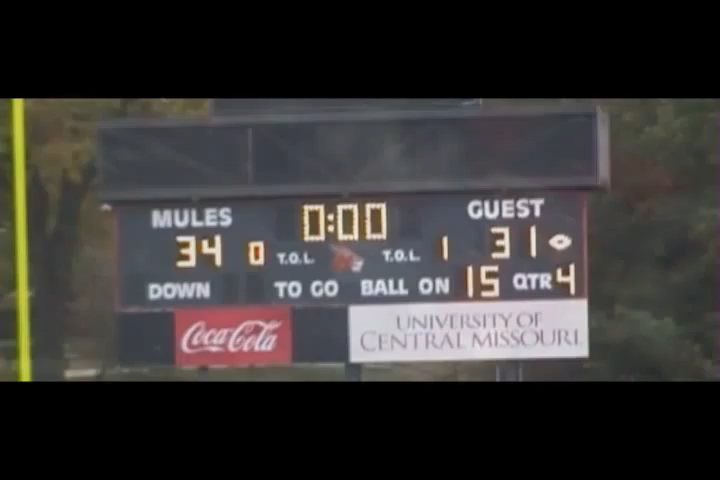 MULES 0:00 GUEST
34 0 T.O.L. T.O.L. 1 31
DOWN TO GO BALL ON 15 QTR 4
Coca-Cola
UNIVERSITY OF
CENTRAL MISSOURI